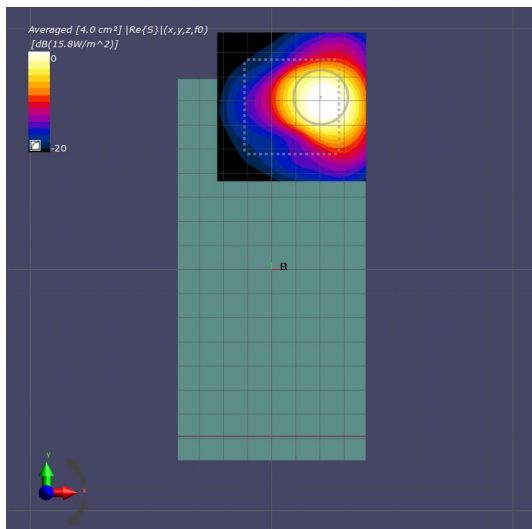 Averaged [4.0 cm²] |Re{S}|(x,y,z,f0)
[dB(15.8W/m^2)]
0
-20
y
x